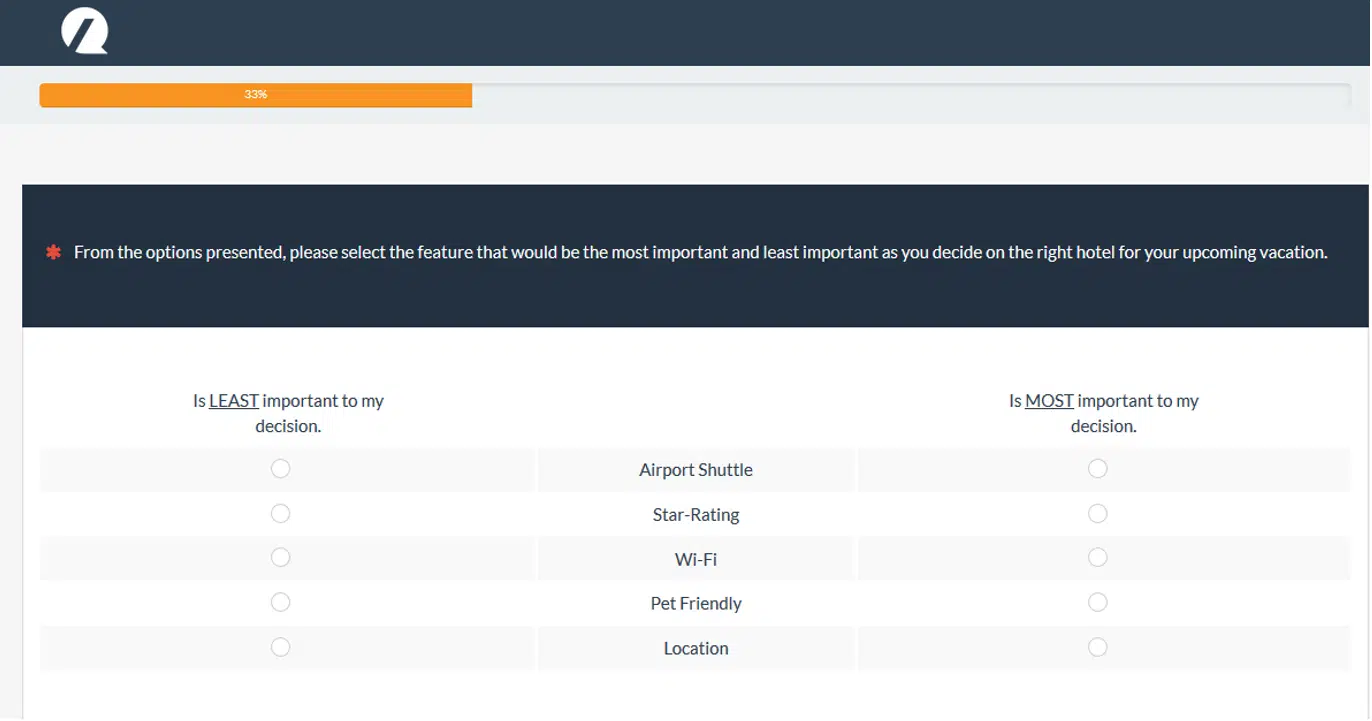 33%
* From the options presented, please select the feature that would be the most important and least important as you decide on the right hotel for your upcoming vacation.
Is LEAST important to my
decision.
Is MOST important to my
decision.
Airport Shuttle
Star-Rating
Wi-Fi
Pet Friendly
Location